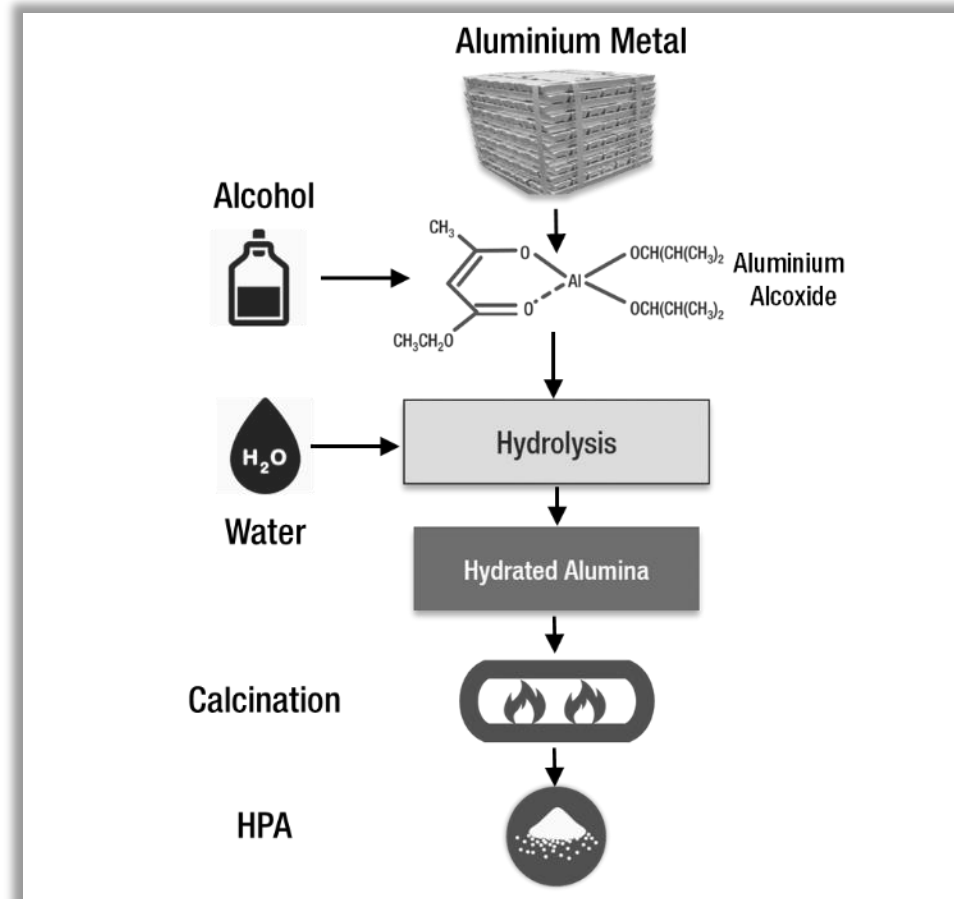 Aluminium Metal
Alcohol
CH₃
O
Al
O
OCH(CH(CH₃)₂
OCH(CH(CH₃)₂
CH₃CH₂O
Aluminium
Alcoxide
H₂O
Water
Hydrolysis
Hydrated Alumina
Calcination
HPA